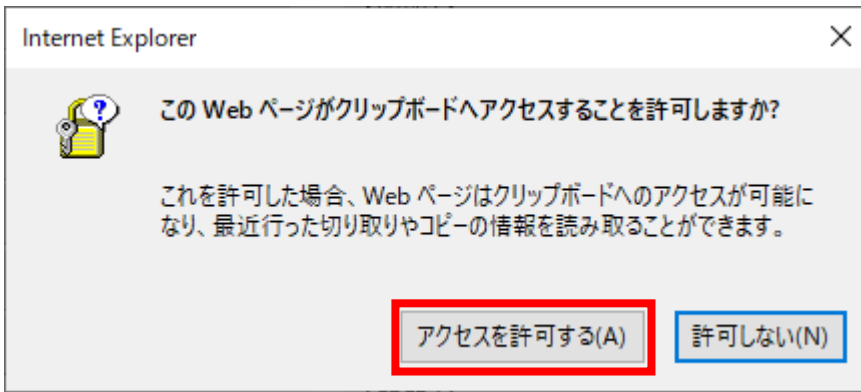 Internet Explorer
この Web ページがクリップボードへアクセスすることを許可しますか?
これを許可した場合、Web ページはクリップボードへのアクセスが可能に
なり、最近行った切り取りやコピーの情報を読み取ることができます。
アクセスを許可する(A) 許可しない(N)